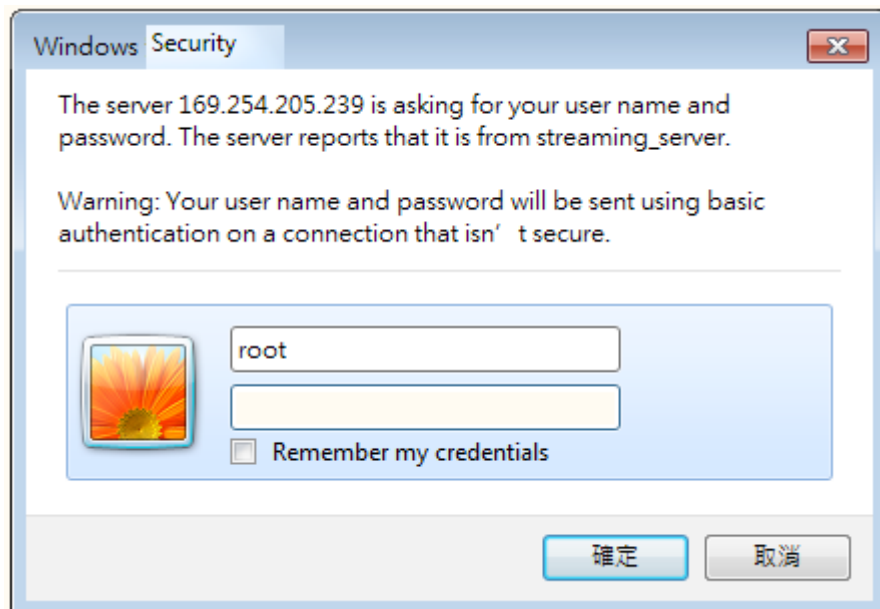 Windows Security
The server 169.254.205.239 is asking for your user name and
password. The server reports that it is from streaming_server.
Warning: Your user name and password will be sent using basic
authentication on a connection that isn’ t secure.
root
Remember my credentials
確定 取消